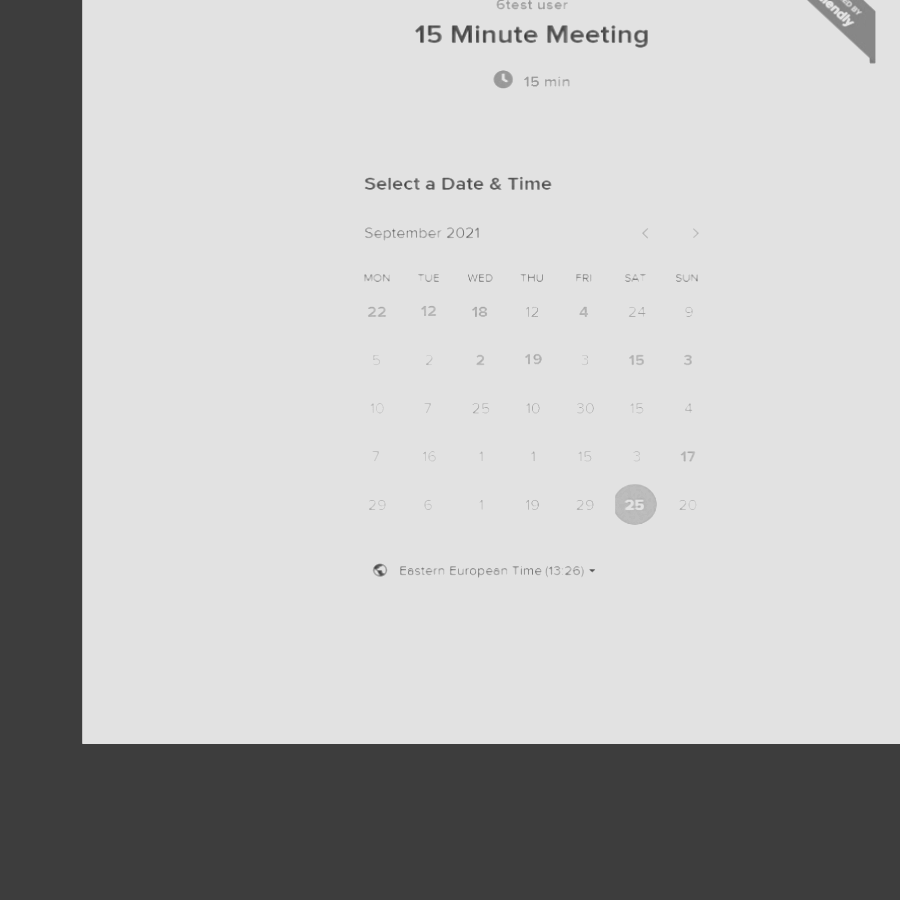 6test user
15 Minute Meeting
15 min
Select a Date & Time
September 2021
MON TUE WED THU FRI SAT SUN
22 12 18 12 4 24 9
5 2 2 19 3 15 3
10 7 25 10 30 15 4
7 16 1 1 15 3 17
29 6 1 19 29 25 20
Eastern European Time (13:26)